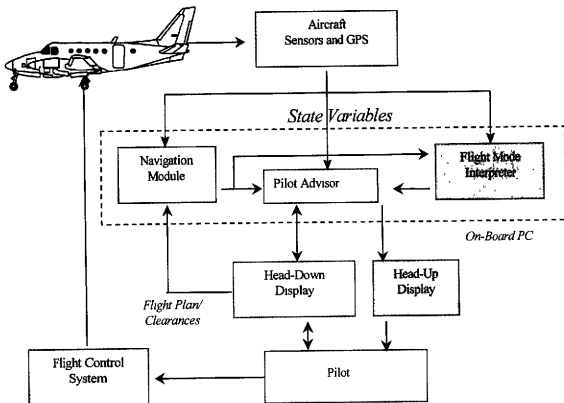 Aircraft
Sensors and GPS
State Variables
Navigation
Module
Flight Mode
Interpreter
Pilot Advisor
On-Board PC
Head-Down
Display
Head-Up
Display
Flight Plan/
Clearances
Flight Control
System
Pilot